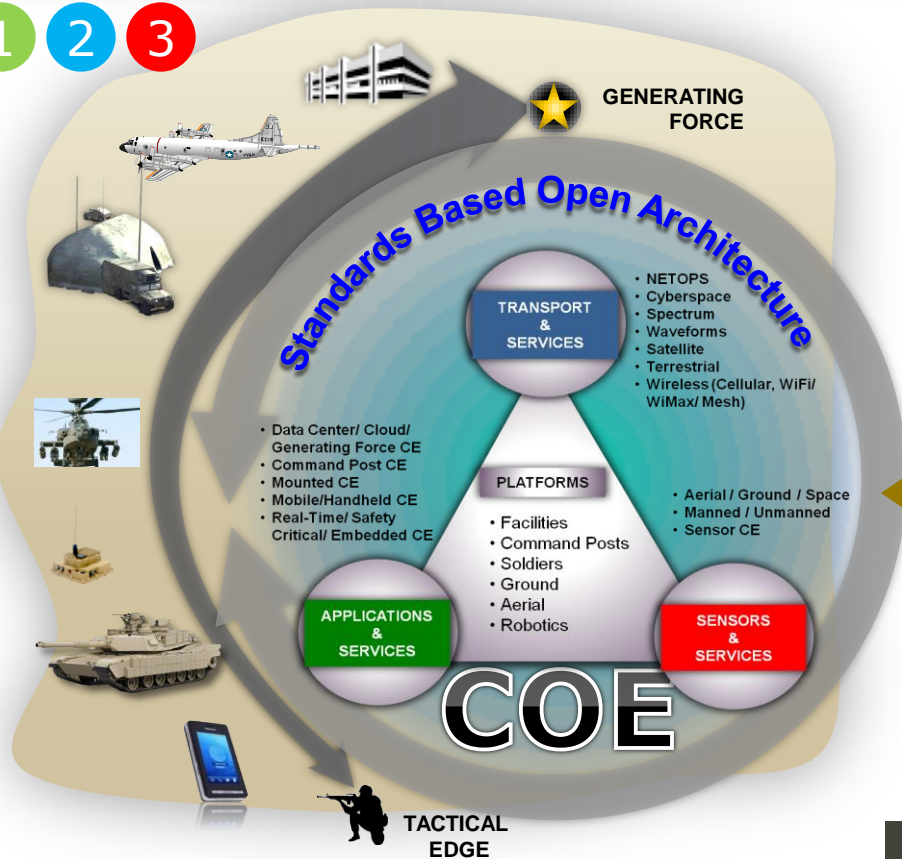 1 2 3
GENERATING
FORCE
Standards Based Open Architecture
TRANSPORT
&
SERVICES
• NETOPS
• Cyberspace
• Spectrum
• Waveforms
• Satellite
• Terrestrial
• Wireless (Cellular, WiFi/
WiMax/ Mesh)
• Data Center/ Cloud/
Generating Force CE
• Command Post CE
• Mounted CE
• Mobile/Handheld CE
• Real-Time/ Safety
Critical/ Embedded CE
PLATFORMS
• Facilities
• Command Posts
• Soldiers
• Ground
• Aerial
• Robotics
• Aerial / Ground / Space
• Manned / Unmanned
• Sensor CE
APPLICATIONS
&
SERVICES
SENSORS
&
SERVICES
COE
TACTICAL
EDGE